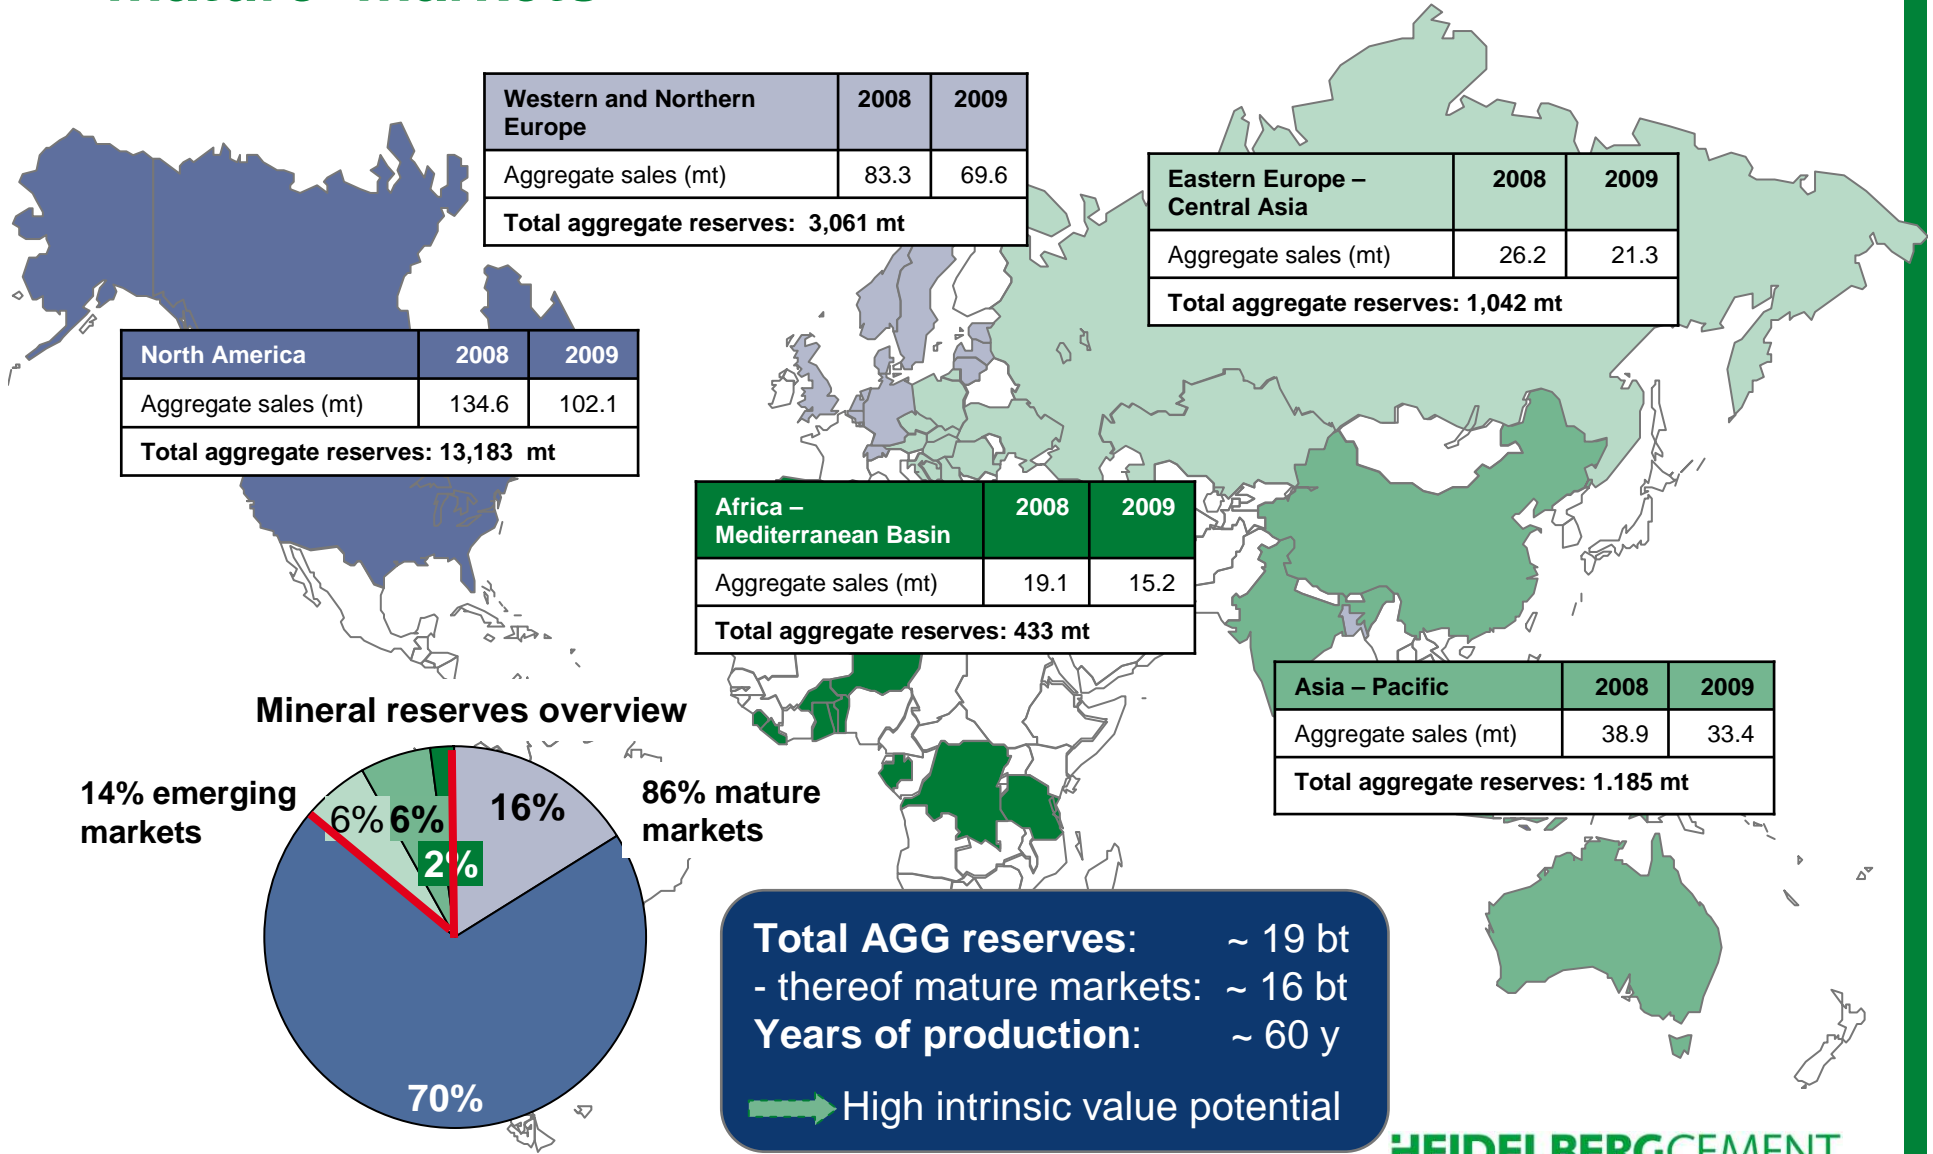 Western and Northern Europe 2008 2009
Aggregate sales (mt) 83.3 69.6
Total aggregate reserves: 3,061 mt
Eastern Europe – Central Asia 2008 2009
Aggregate sales (mt) 26.2 21.3
Total aggregate reserves: 1,042 mt
North America 2008 2009
Aggregate sales (mt) 134.6 102.1
Total aggregate reserves: 13,183 mt
Africa – Mediterranean Basin 2008 2009
Aggregate sales (mt) 19.1 15.2
Total aggregate reserves: 433 mt
Asia – Pacific 2008 2009
Aggregate sales (mt) 38.9 33.4
Total aggregate reserves: 1.185 mt
Mineral reserves overview
14% emerging
markets
6% 6% 16%
2%
70%
86% mature
markets
Total AGG reserves: ~ 19 bt
- thereof mature markets: ~ 16 bt
Years of production: ~ 60 y
High intrinsic value potential
HEIDELBERGCEMENT